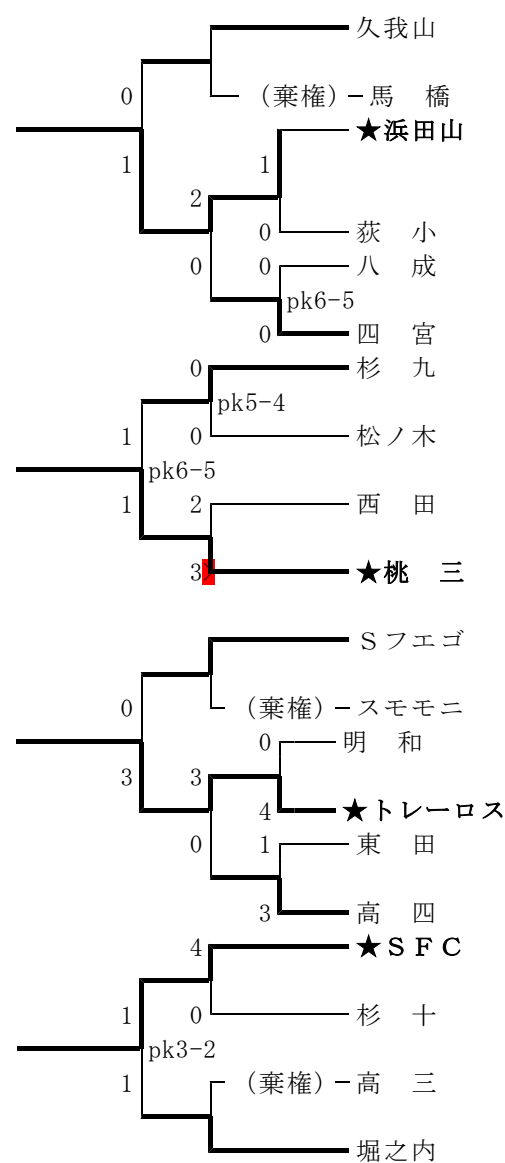 久我山
0
(棄権) 馬　橋
★浜田山
1
1
2
0
荻　小
0
0
八　成
pk6-5
0
四　宮
0
杉　九
pk5-4
1
0
松ノ木
pk6-5
1
2
西　田
3
★桃　三
Ｓフエゴ
0
(棄権) スモモニ
0
明　和
3
3
4
★トレーロス
0
1
東　田
3
高　四
4
★ＳＦＣ
1
0
杉　十
pk3-2
1
(棄権) 高　三
堀之内